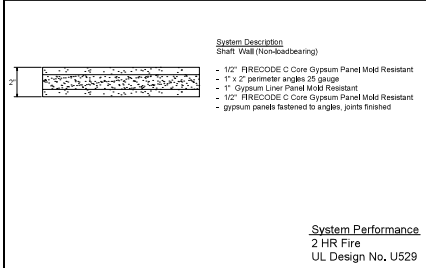 System Description
Shaft Wall (Non-loadbearing)
- 1/2" FIRECODE C Core Gypsum Panel Mold Resistant
- 1" x 2" perimeter angles 25 gauge
- 1" Gypsum Liner Panel Mold Resistant
- 1/2" FIRECODE C Core Gypsum Panel Mold Resistant
- gypsum panels fastened to angles, joints finished
2"
System Performance
2 HR Fire
UL Design No. U529